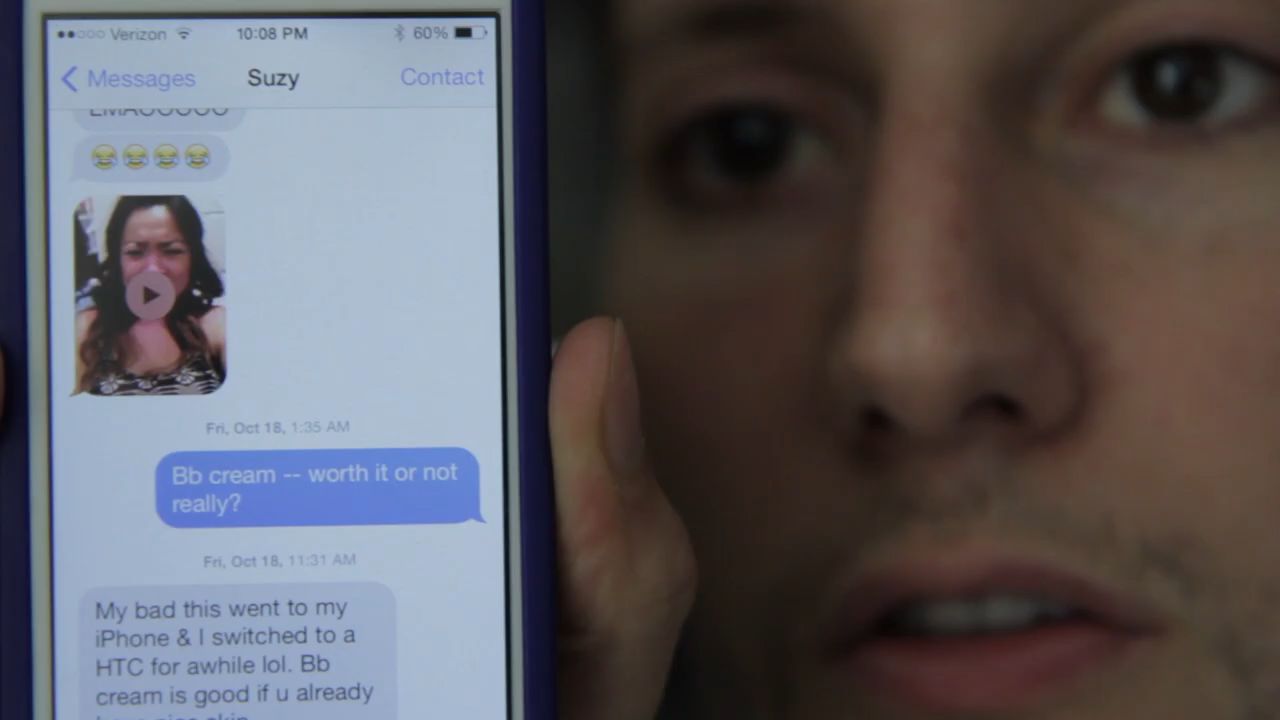 Verizon 10:08 PM 60%
Messages Suzy Contact
LMAOOOOO
😂😂😂😂
Fri, Oct 18, 1:35 AM
Bb cream -- worth it or not
really?
Fri, Oct 18, 11:31 AM
My bad this went to my
iPhone & I switched to a
HTC for awhile lol. Bb
cream is good if u already